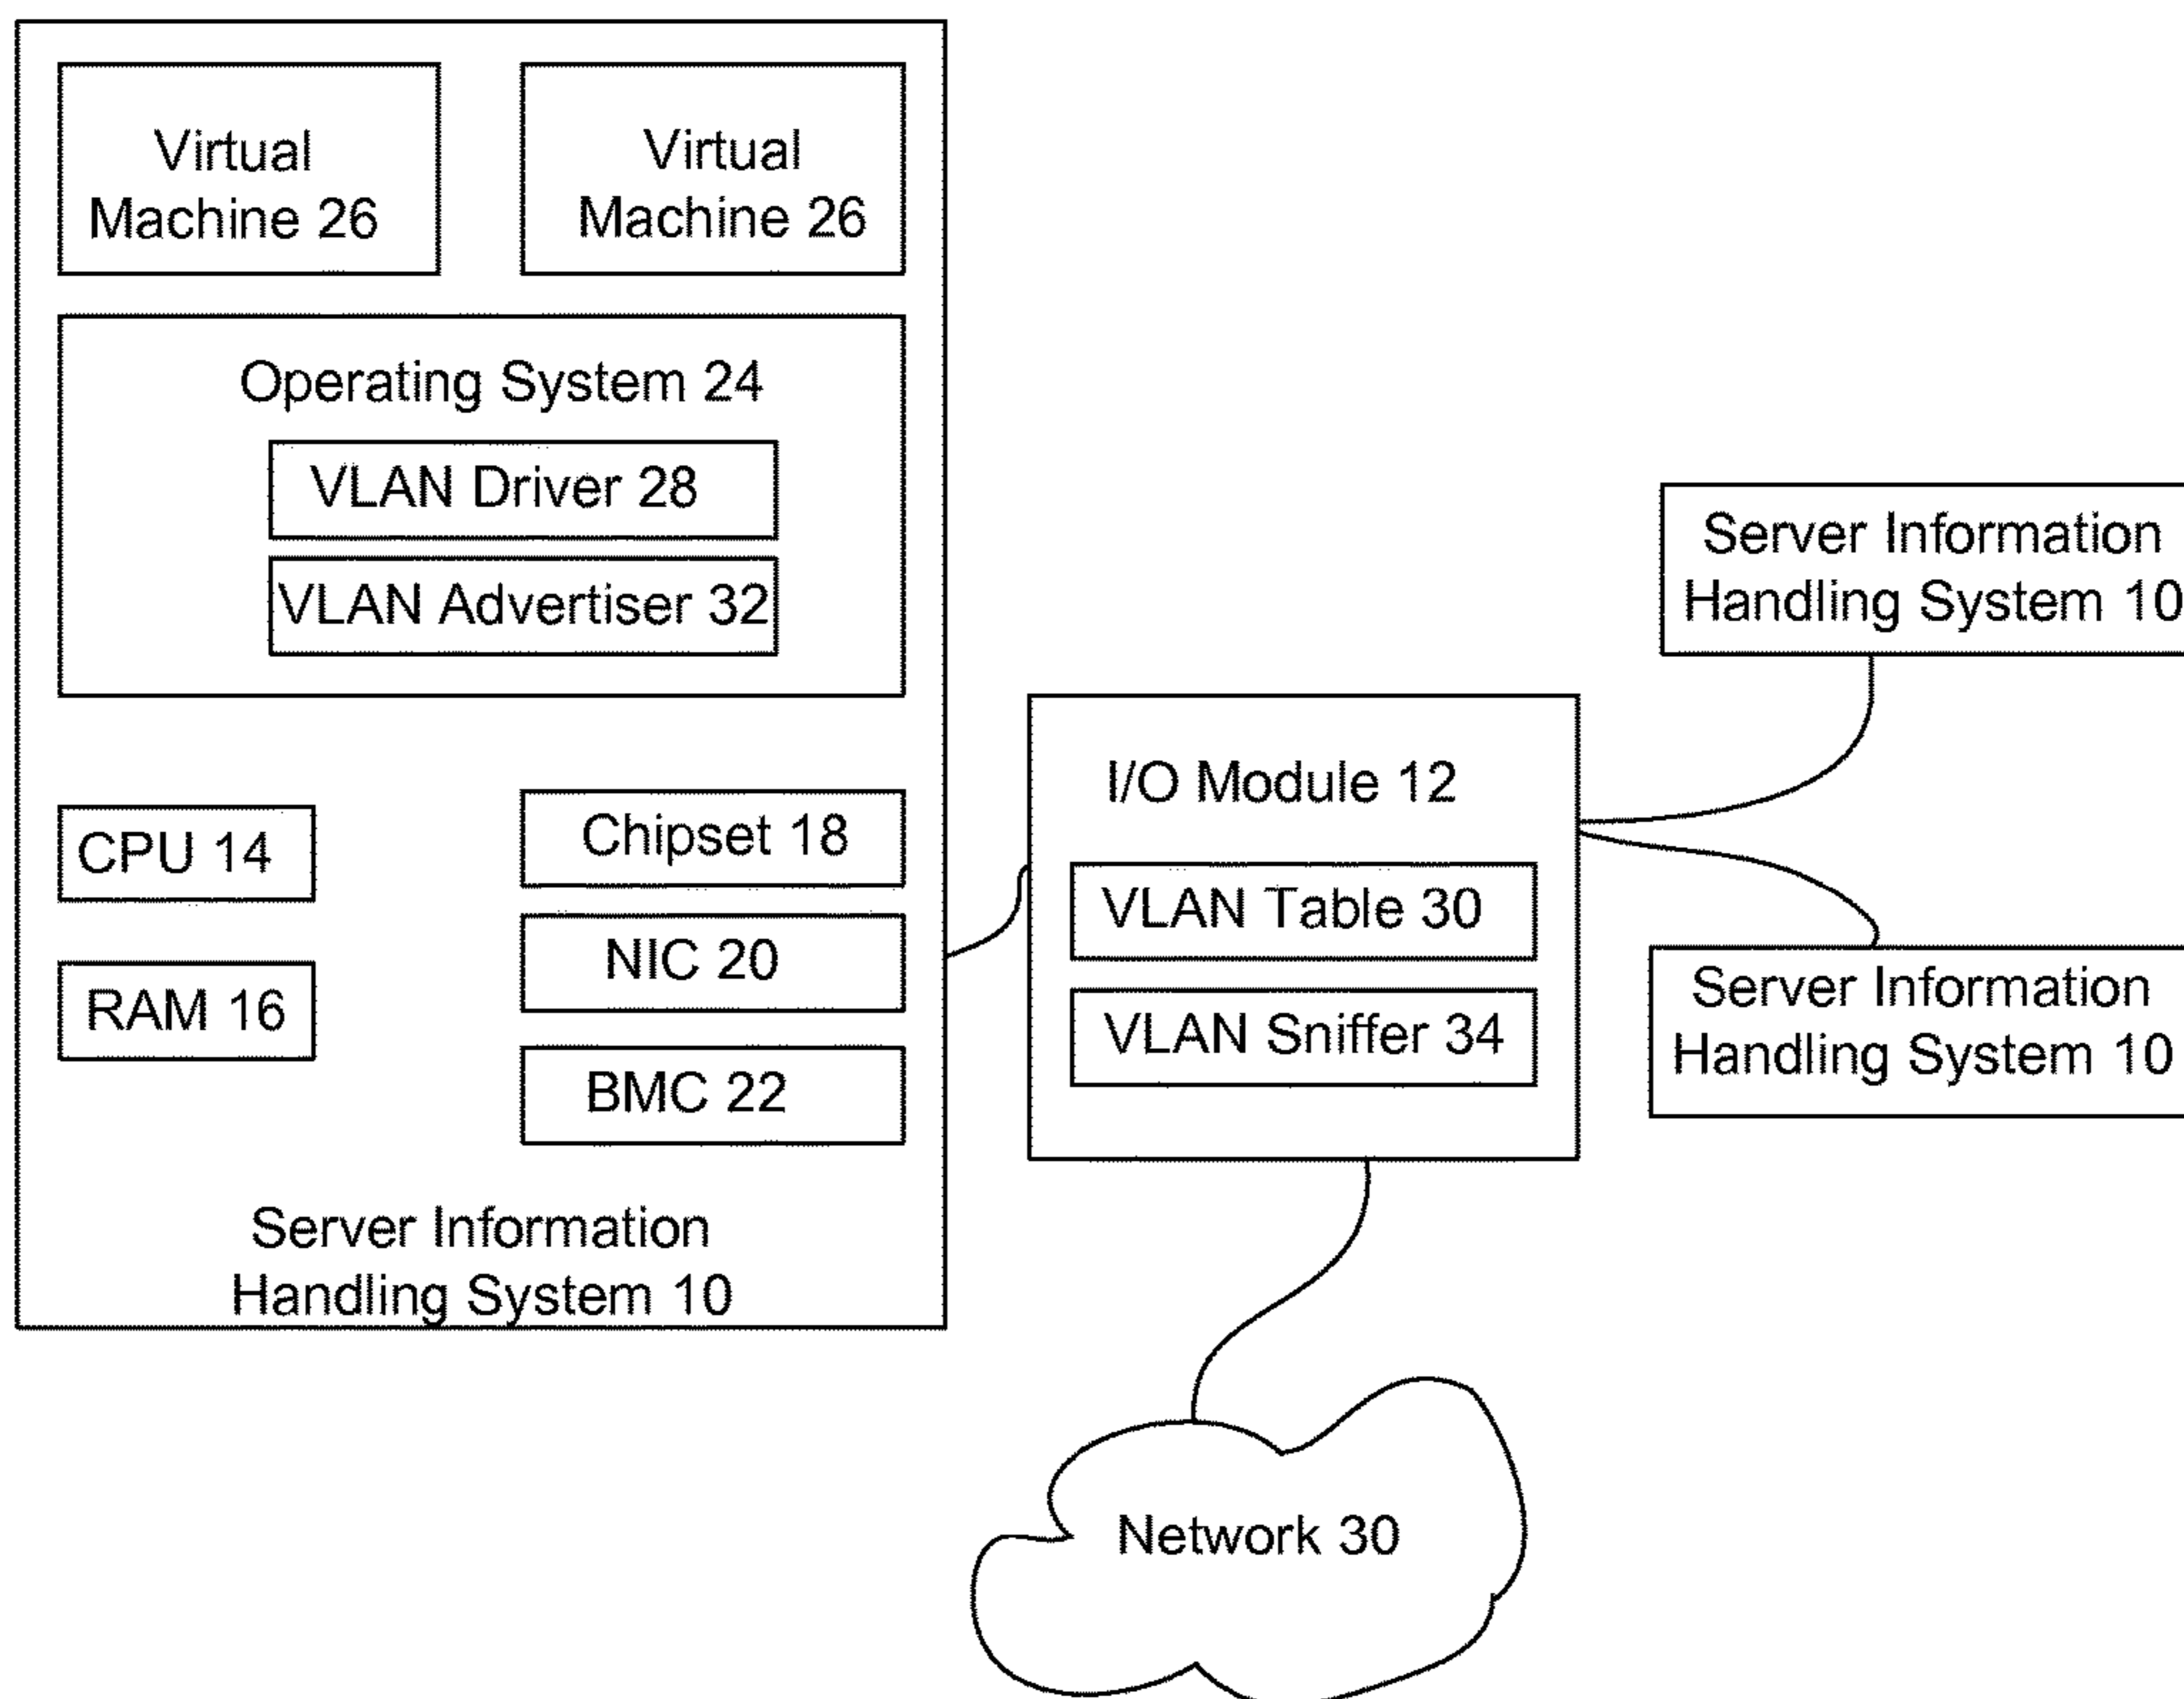 Virtual
Machine 26
Virtual
Machine 26
Operating System 24
VLAN Driver 28
VLAN Advertiser 32
CPU 14
RAM 16
Chipset 18
NIC 20
BMC 22
Server Information
Handling System 10
I/O Module 12
VLAN Table 30
VLAN Sniffer 34
Server Information
Handling System 10
Server Information
Handling System 10
Network 30